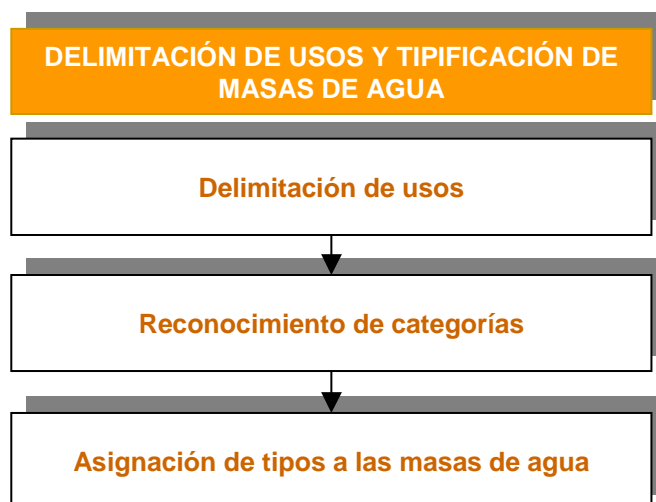 DELIMITACIÓN DE USOS Y TIPIFICACIÓN DE
MASAS DE AGUA
Delimitación de usos
Reconocimiento de categorías
Asignación de tipos a las masas de agua